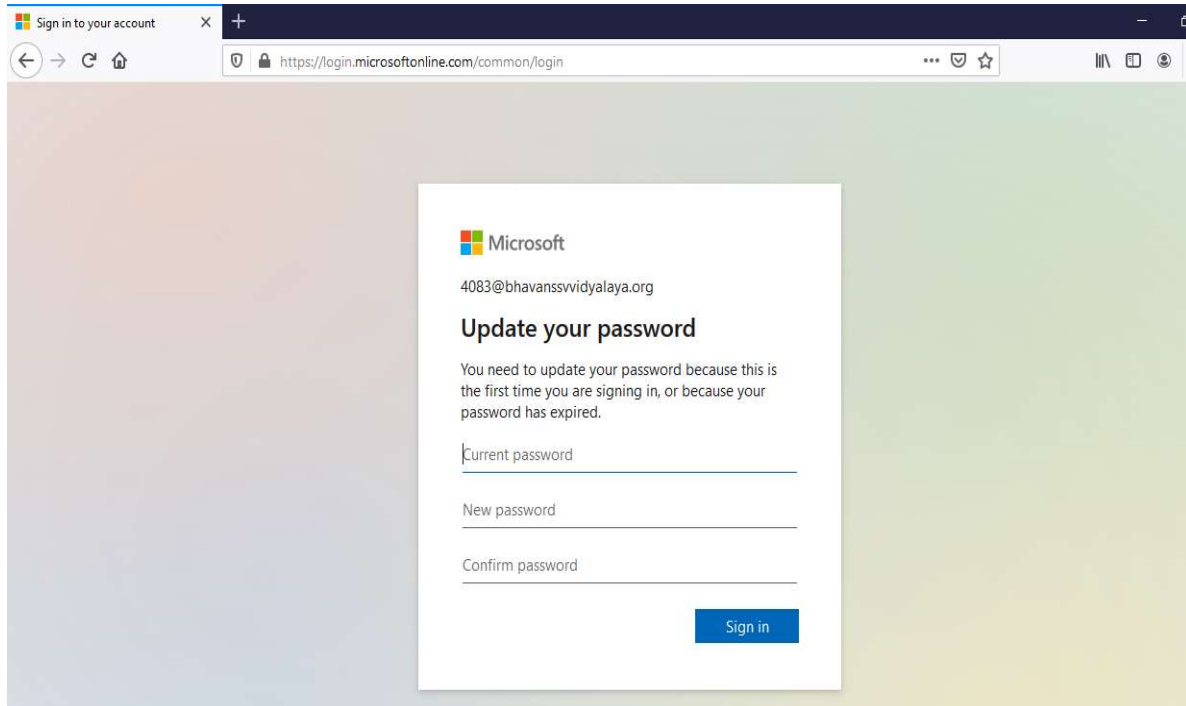 Sign in to your account
https://login.microsoftonline.com/common/login
Microsoft
4083@bhavanssvvidyalaya.org
Update your password
You need to update your password because this is
the first time you are signing in, or because your
password has expired.
Current password
New password
Confirm password
Sign in